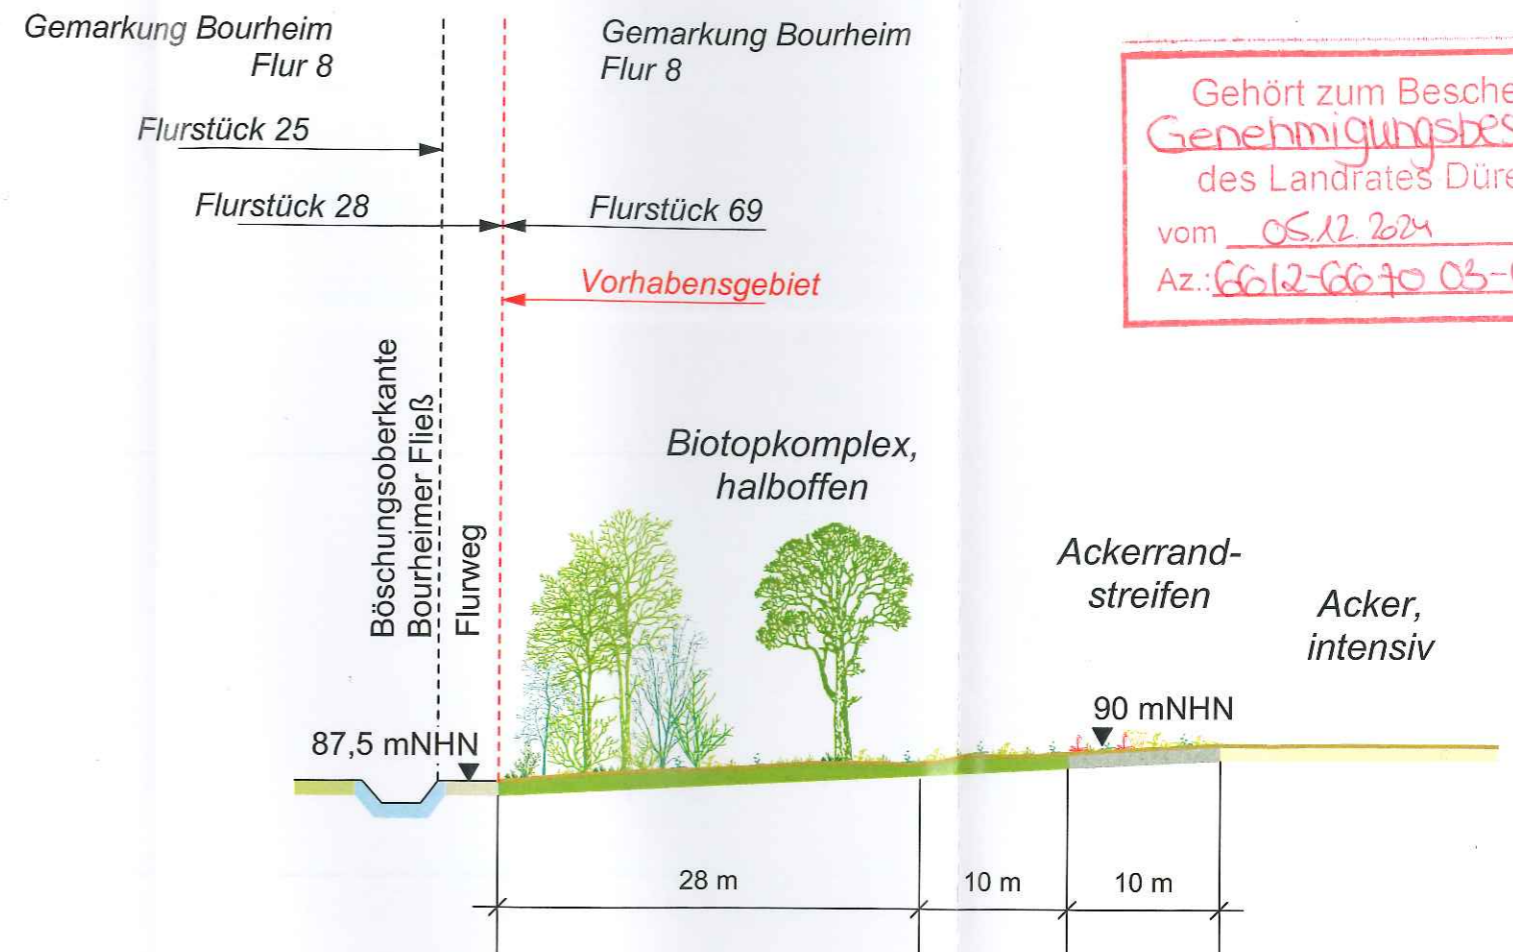 Gemarkung Bourheim
Flur 8
Gemarkung Bourheim
Flur 8
Flurstück 25
Flurstück 28
Flurstück 69
Vorhabensgebiet
Gehört zum Besche
Genehmigungsbes
des Landrates Düre
vom 05.12.2024
Az.: 66/2-6670 03-
Böschungsoberkante
Bourheimer Fließ
Flurweg
Biotopkomplex,
halboffen
Ackerrand-
streifen
Acker,
intensiv
87,5 mNHN
90 mNHN
28 m
10 m
10 m